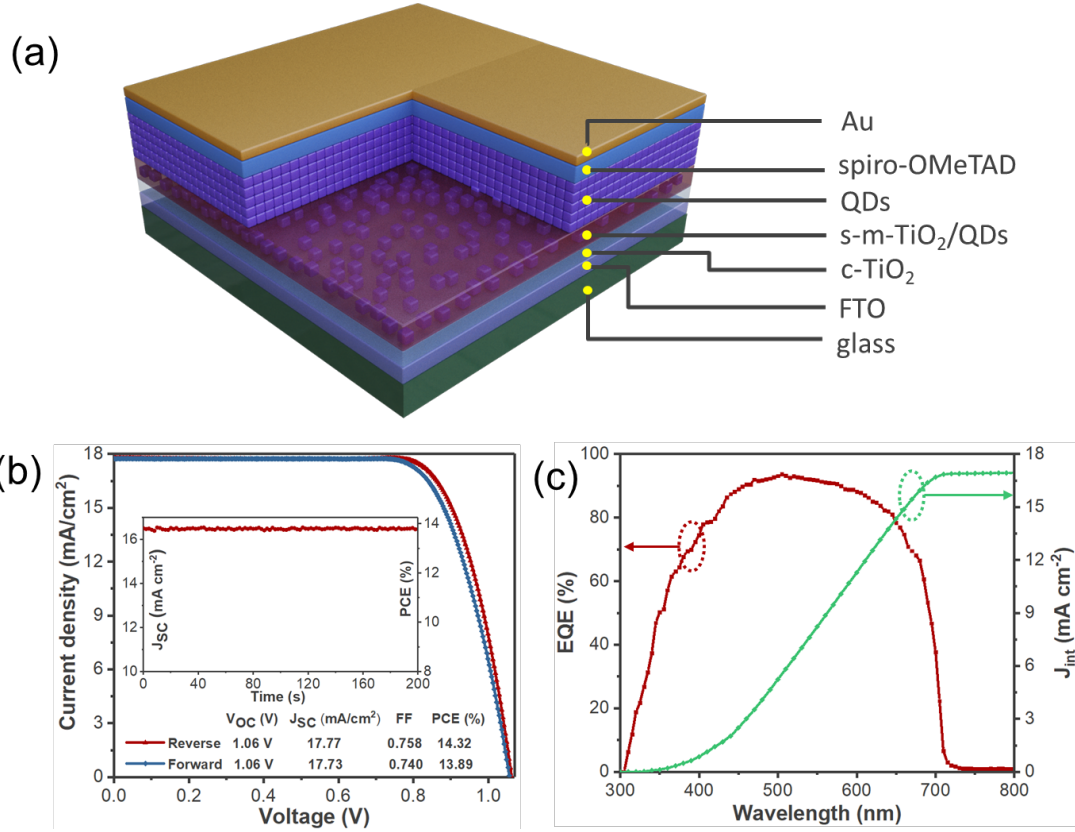 (a)
Au
spiro-OMeTAD
QDs
s-m-TiO₂/QDs
c-TiO₂
FTO
glass
(b)
Current density (mA/cm²)
18
15
12
9
6
3
0
0.0 0.2 0.4 0.6 0.8 1.0
Voltage (V)
J_SC (mA cm⁻²)
16
14
12
10
PCE (%)
14
12
10
8
0 40 80 120 160 200
Time (s)
V_OC (V) J_SC (mA/cm²) FF PCE (%)
Reverse 1.06 V 17.77 0.758 14.32
Forward 1.06 V 17.73 0.740 13.89
(c)
EQE (%)
100
80
60
40
20
0
300 400 500 600 700 800
Wavelength (nm)
18
15
12
9
6
3
0
J_int (mA cm⁻²)